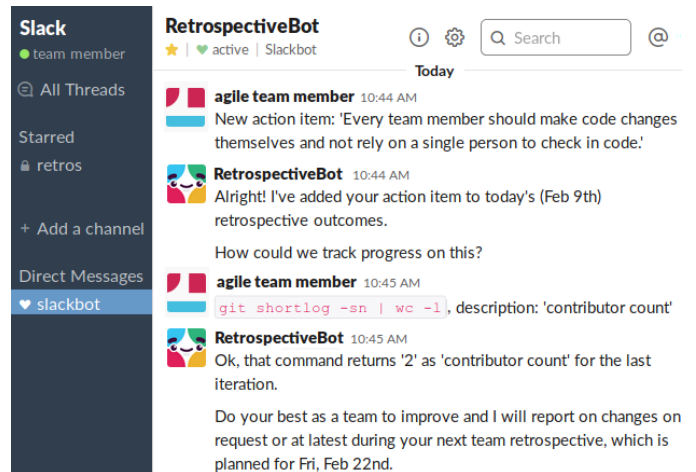 Slack
team member
All Threads
Starred
retros
+ Add a channel
Direct Messages
slackbot
RetrospectiveBot
active | Slackbot
Search
@
Today
agile team member 10:44 AM
New action item: 'Every team member should make code changes
themselves and not rely on a single person to check in code.'
RetrospectiveBot 10:44 AM
Alright! I've added your action item to today's (Feb 9th)
retrospective outcomes.
How could we track progress on this?
agile team member 10:45 AM
git shortlog -sn | wc -l, description: 'contributor count'
RetrospectiveBot 10:45 AM
Ok, that command returns '2' as 'contributor count' for the last
iteration.
Do your best as a team to improve and I will report on changes on
request or at latest during your next team retrospective, which is
planned for Fri, Feb 22nd.